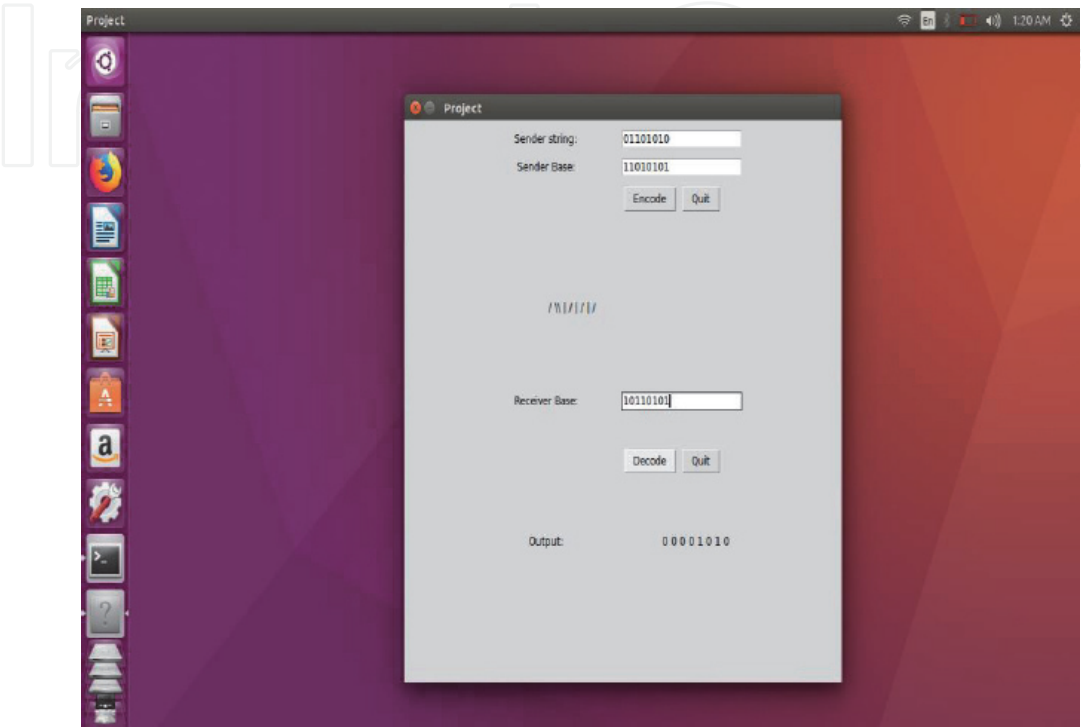 Project
En
1:20 AM
Project
Sender string: 01101010
Sender Base: 11010101
Encode Quit
Receiver Base: 10110101
Decode Quit
Output: 0 0 0 0 1 0 1 0